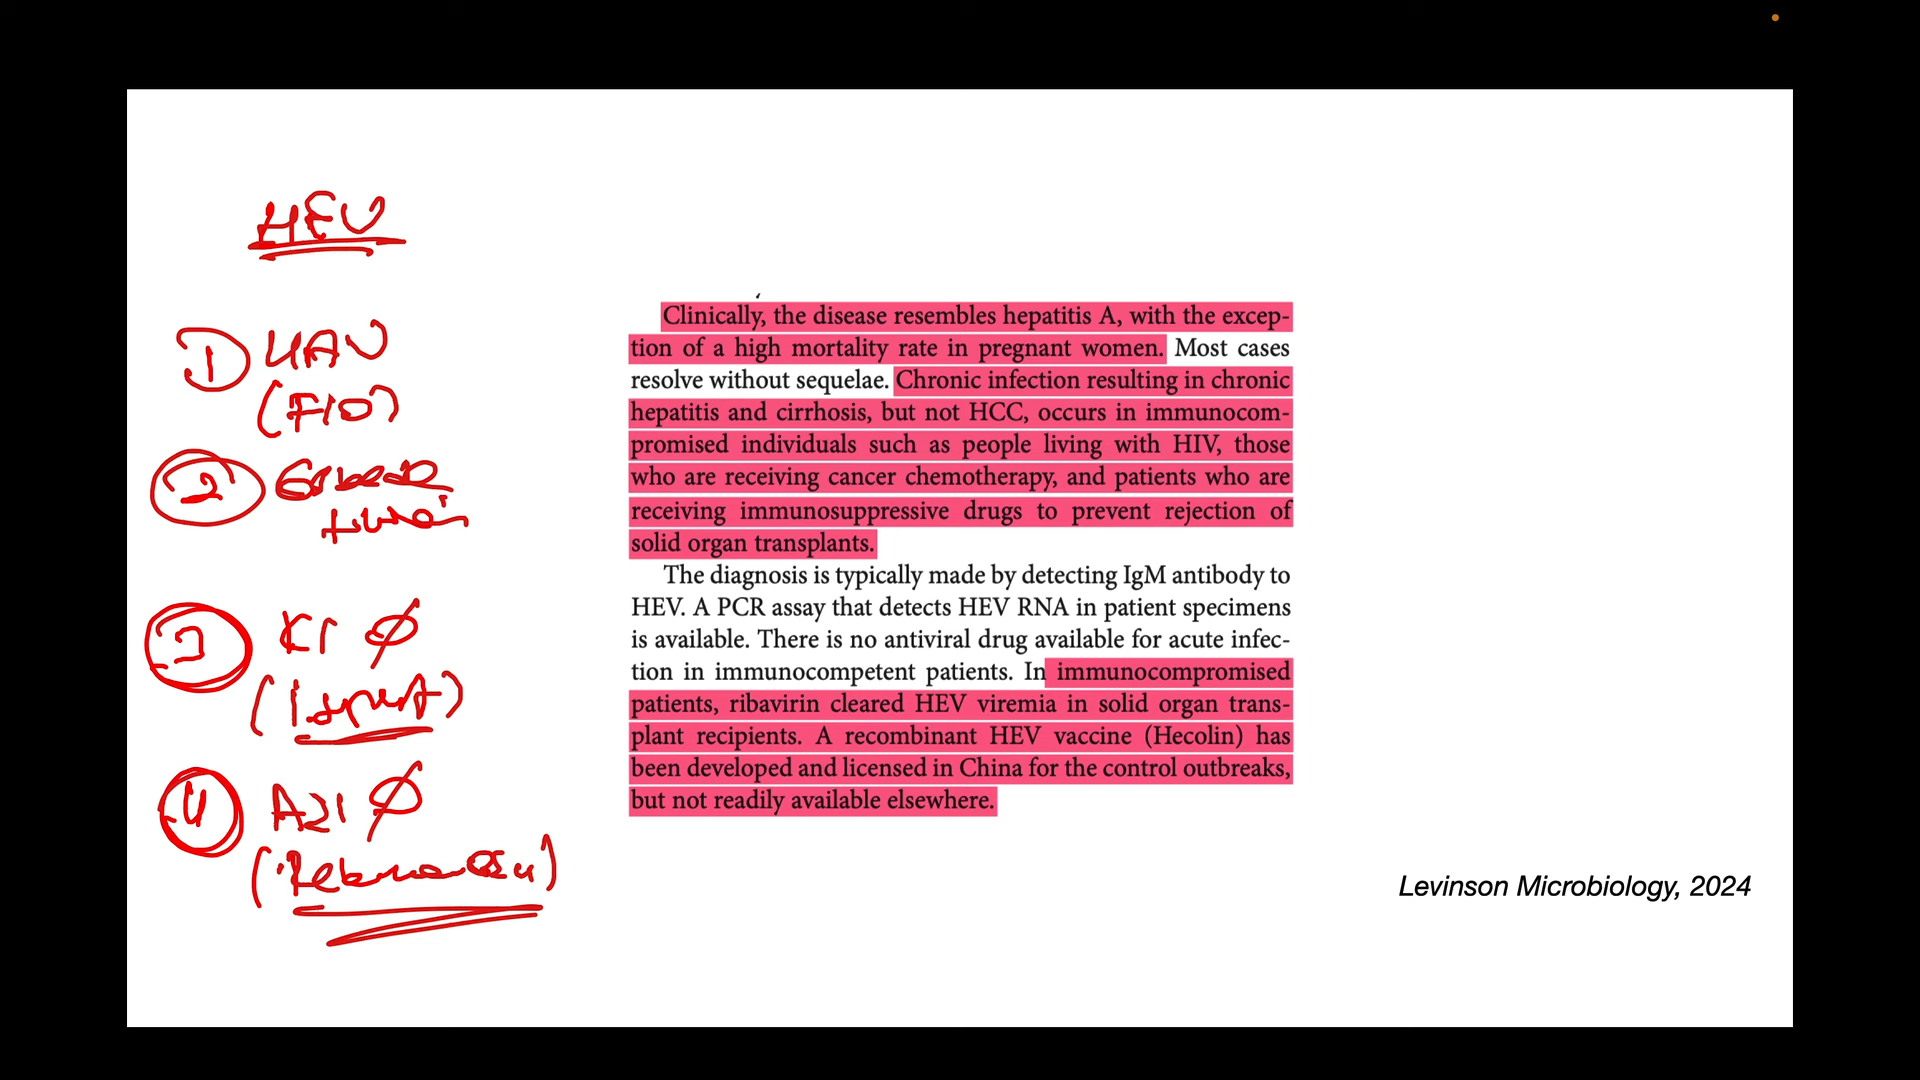 HEV
1 HAV
(F/O)
2 Gebede
3 Kr Ø
4 Aşı Ø
Clinically, the disease resembles hepatitis A, with the excep-
tion of a high mortality rate in pregnant women. Most cases
resolve without sequelae. Chronic infection resulting in chronic
hepatitis and cirrhosis, but not HCC, occurs in immunocom-
promised individuals such as people living with HIV, those
who are receiving cancer chemotherapy, and patients who are
receiving immunosuppressive drugs to prevent rejection of
solid organ transplants.
The diagnosis is typically made by detecting IgM antibody to
HEV. A PCR assay that detects HEV RNA in patient specimens
is available. There is no antiviral drug available for acute infec-
tion in immunocompetent patients. In immunocompromised
patients, ribavirin cleared HEV viremia in solid organ trans-
plant recipients. A recombinant HEV vaccine (Hecolin) has
been developed and licensed in China for the control outbreaks,
but not readily available elsewhere.
Levinson Microbiology, 2024